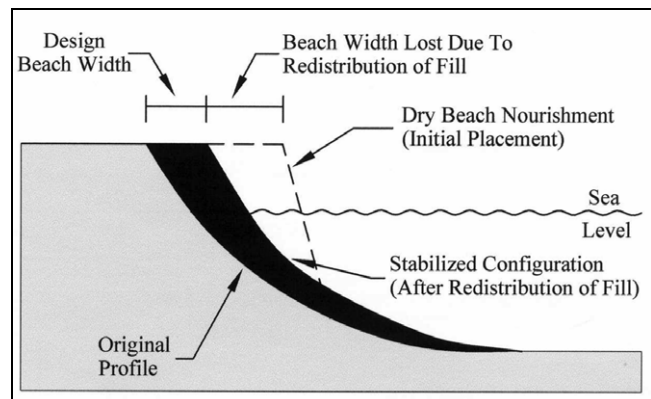 Design
Beach Width
Beach Width Lost Due To
Redistribution of Fill
Dry Beach Nourishment
(Initial Placement)
Sea
Level
Stabilized Configuration
(After Redistribution of Fill)
Original
Profile